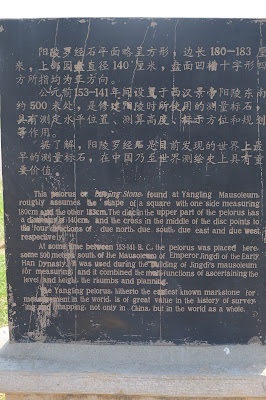 阳陵罗经石平面略呈方形，边长180—183厘
米，上部圆盘直径140厘米，盘面凹槽十字形四
方所指均为正方向。
公元前153-141年间设置于西汉景帝阳陵东南
约500米处，是修建阳陵时所使用的测量标石，
具有测定水平位置、测算高度、标示方位和规划
等作用。
据了解，阳陵罗经石是目前发现的世界上最
早的测量标石，在中国乃至世界测绘史上具有重
要价值。
This pelorus or Luojing Stone, found at Yangling Mausoleum,
roughly assumes the shape of a square with one side measuring
180cm and the other 183cm. The disc in the upper part of the pelorus has
a diameter of 140cm, and the cross in the middle of the disc points to
the four directions of due north, due south, due east and due west
respectively.
At some time between 153-141 B.C., the pelorus was placed here,
some 500 meters south of the Mausoleum of Emperor Jingdi of the Early
Han Dynasty. It was used during the building of Jingdi's mausoleum
for measuring, and it combined the multi-functions of ascertaining the
level and height, the rhumbs and planning.
The Yangling pelorus, hitherto the earliest known markstone for
measurement in the world, is of great value in the history of survey-
ing and mapping, not only in China, but in the world as a whole.